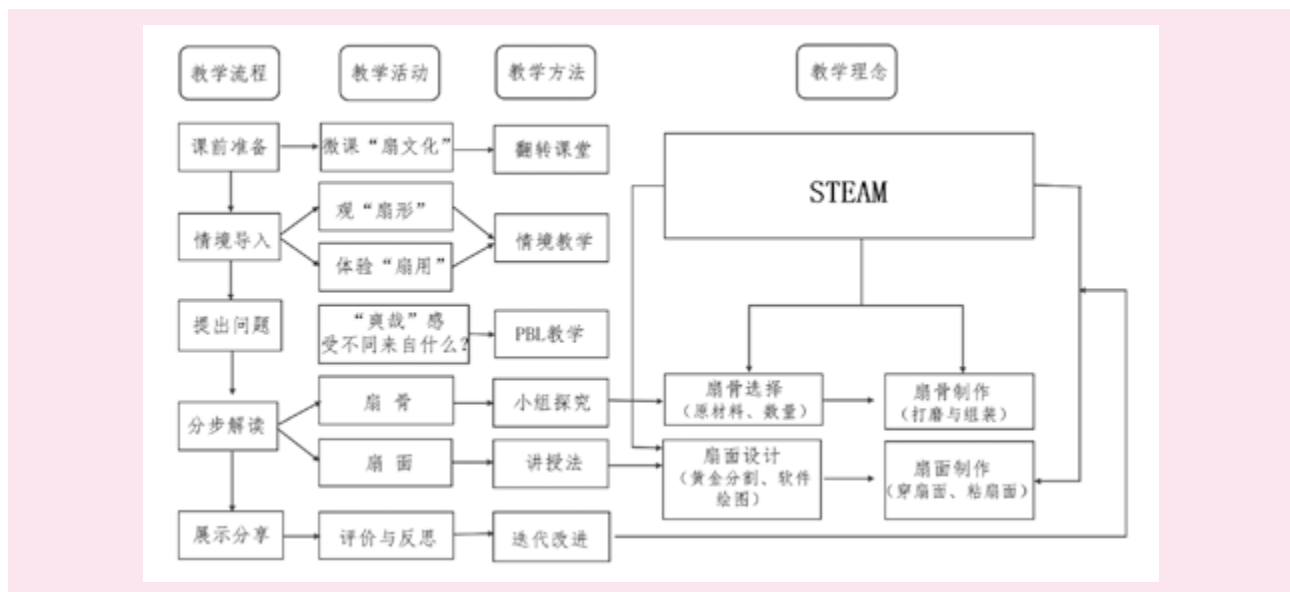 教学流程
教学活动
教学方法
教学理念
课前准备
微课“扇文化”
翻转课堂
STEAM
情境导入
观“扇形”
体验“扇用”
情境教学
提出问题
“爽哉”感
受不同来自什么？
PBL教学
分步解读
扇 骨
小组探究
扇骨选择
（原材料、数量）
扇骨制作
（打磨与组装）
扇 面
讲授法
扇面设计
（黄金分割、软件
绘图）
扇面制作
（穿扇面、粘扇面）
展示分享
评价与反思
迭代改进